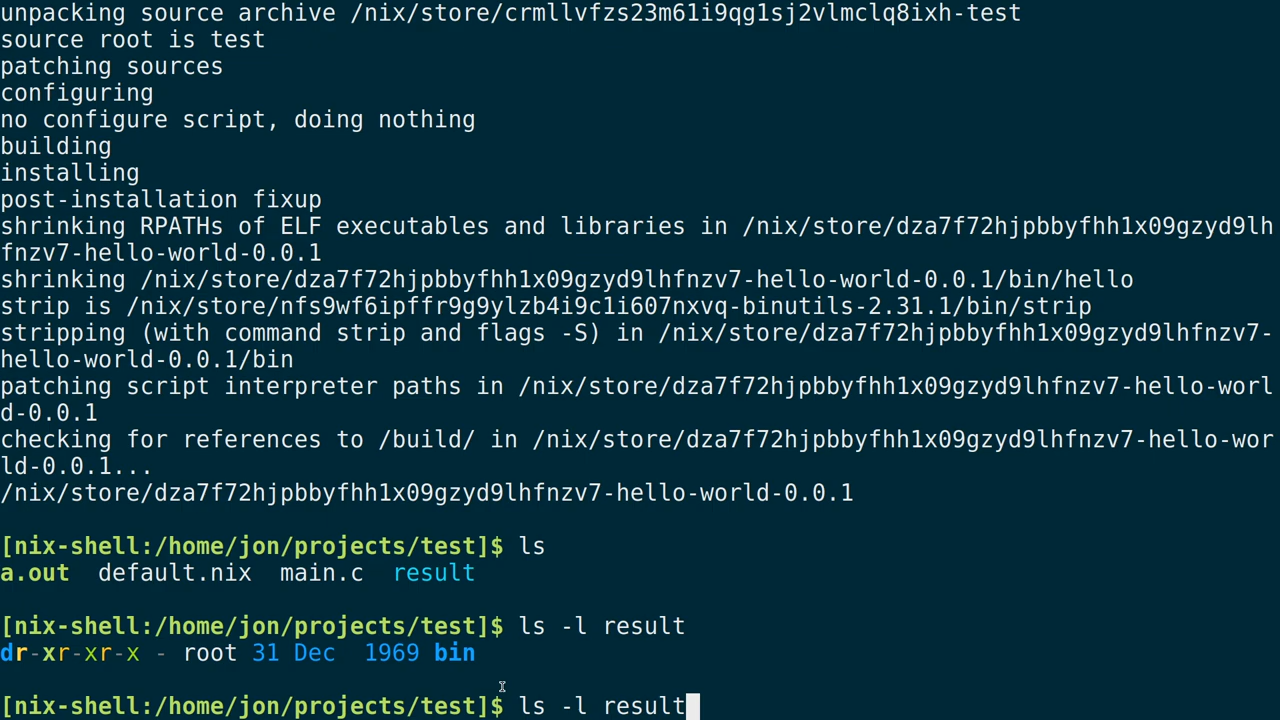 unpacking source archive /nix/store/crmllvfzs23m61i9qg1sj2vlmclq8ixh-test
source root is test
patching sources
configuring
no configure script, doing nothing
building
installing
post-installation fixup
shrinking RPATHs of ELF executables and libraries in /nix/store/dza7f72hjpbbyfhh1x09gzyd9lh
fnzv7-hello-world-0.0.1
shrinking /nix/store/dza7f72hjpbbyfhh1x09gzyd9lhfnzv7-hello-world-0.0.1/bin/hello
strip is /nix/store/nfs9wf6ipffr9g9ylzb4i9c1i607nxvq-binutils-2.31.1/bin/strip
stripping (with command strip and flags -S) in /nix/store/dza7f72hjpbbyfhh1x09gzyd9lhfnzv7-
hello-world-0.0.1/bin
patching script interpreter paths in /nix/store/dza7f72hjpbbyfhh1x09gzyd9lhfnzv7-hello-worl
d-0.0.1
checking for references to /build/ in /nix/store/dza7f72hjpbbyfhh1x09gzyd9lhfnzv7-hello-wor
ld-0.0.1...
/nix/store/dza7f72hjpbbyfhh1x09gzyd9lhfnzv7-hello-world-0.0.1
[nix-shell:/home/jon/projects/test]$ ls
a.out  default.nix  main.c  result
[nix-shell:/home/jon/projects/test]$ ls -l result
dr-xr-xr-x - root 31 Dec  1969 bin
[nix-shell:/home/jon/projects/test]$ ls -l result